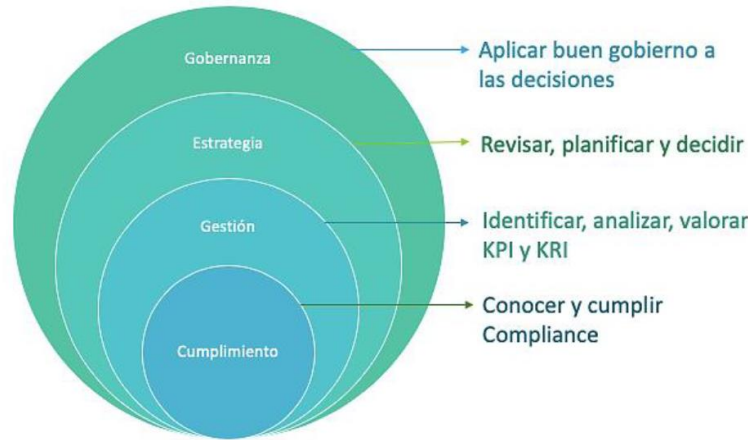 Gobernanza
Aplicar buen gobierno a
las decisiones
Estrategia
Revisar, planificar y decidir
Gestión
Identificar, analizar, valorar
KPI y KRI
Cumplimiento
Conocer y cumplir
Compliance